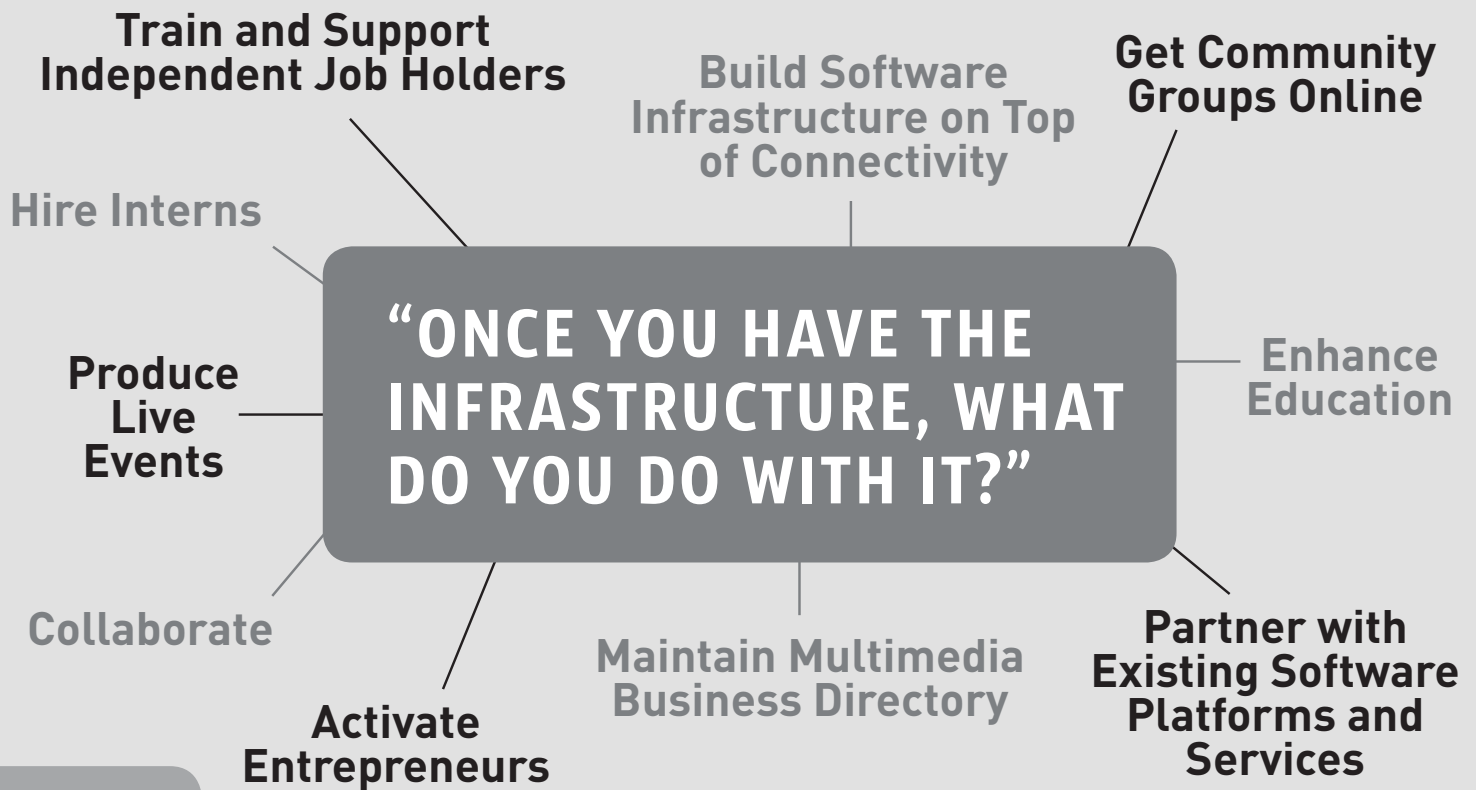 Train and Support
Independent Job Holders
Build Software
Infrastructure on Top
of Connectivity
Get Community
Groups Online
Hire Interns
“ONCE YOU HAVE THE
INFRASTRUCTURE, WHAT
DO YOU DO WITH IT?”
Produce
Live
Events
Enhance
Education
Collaborate
Activate
Entrepreneurs
Maintain Multimedia
Business Directory
Partner with
Existing Software
Platforms and
Services